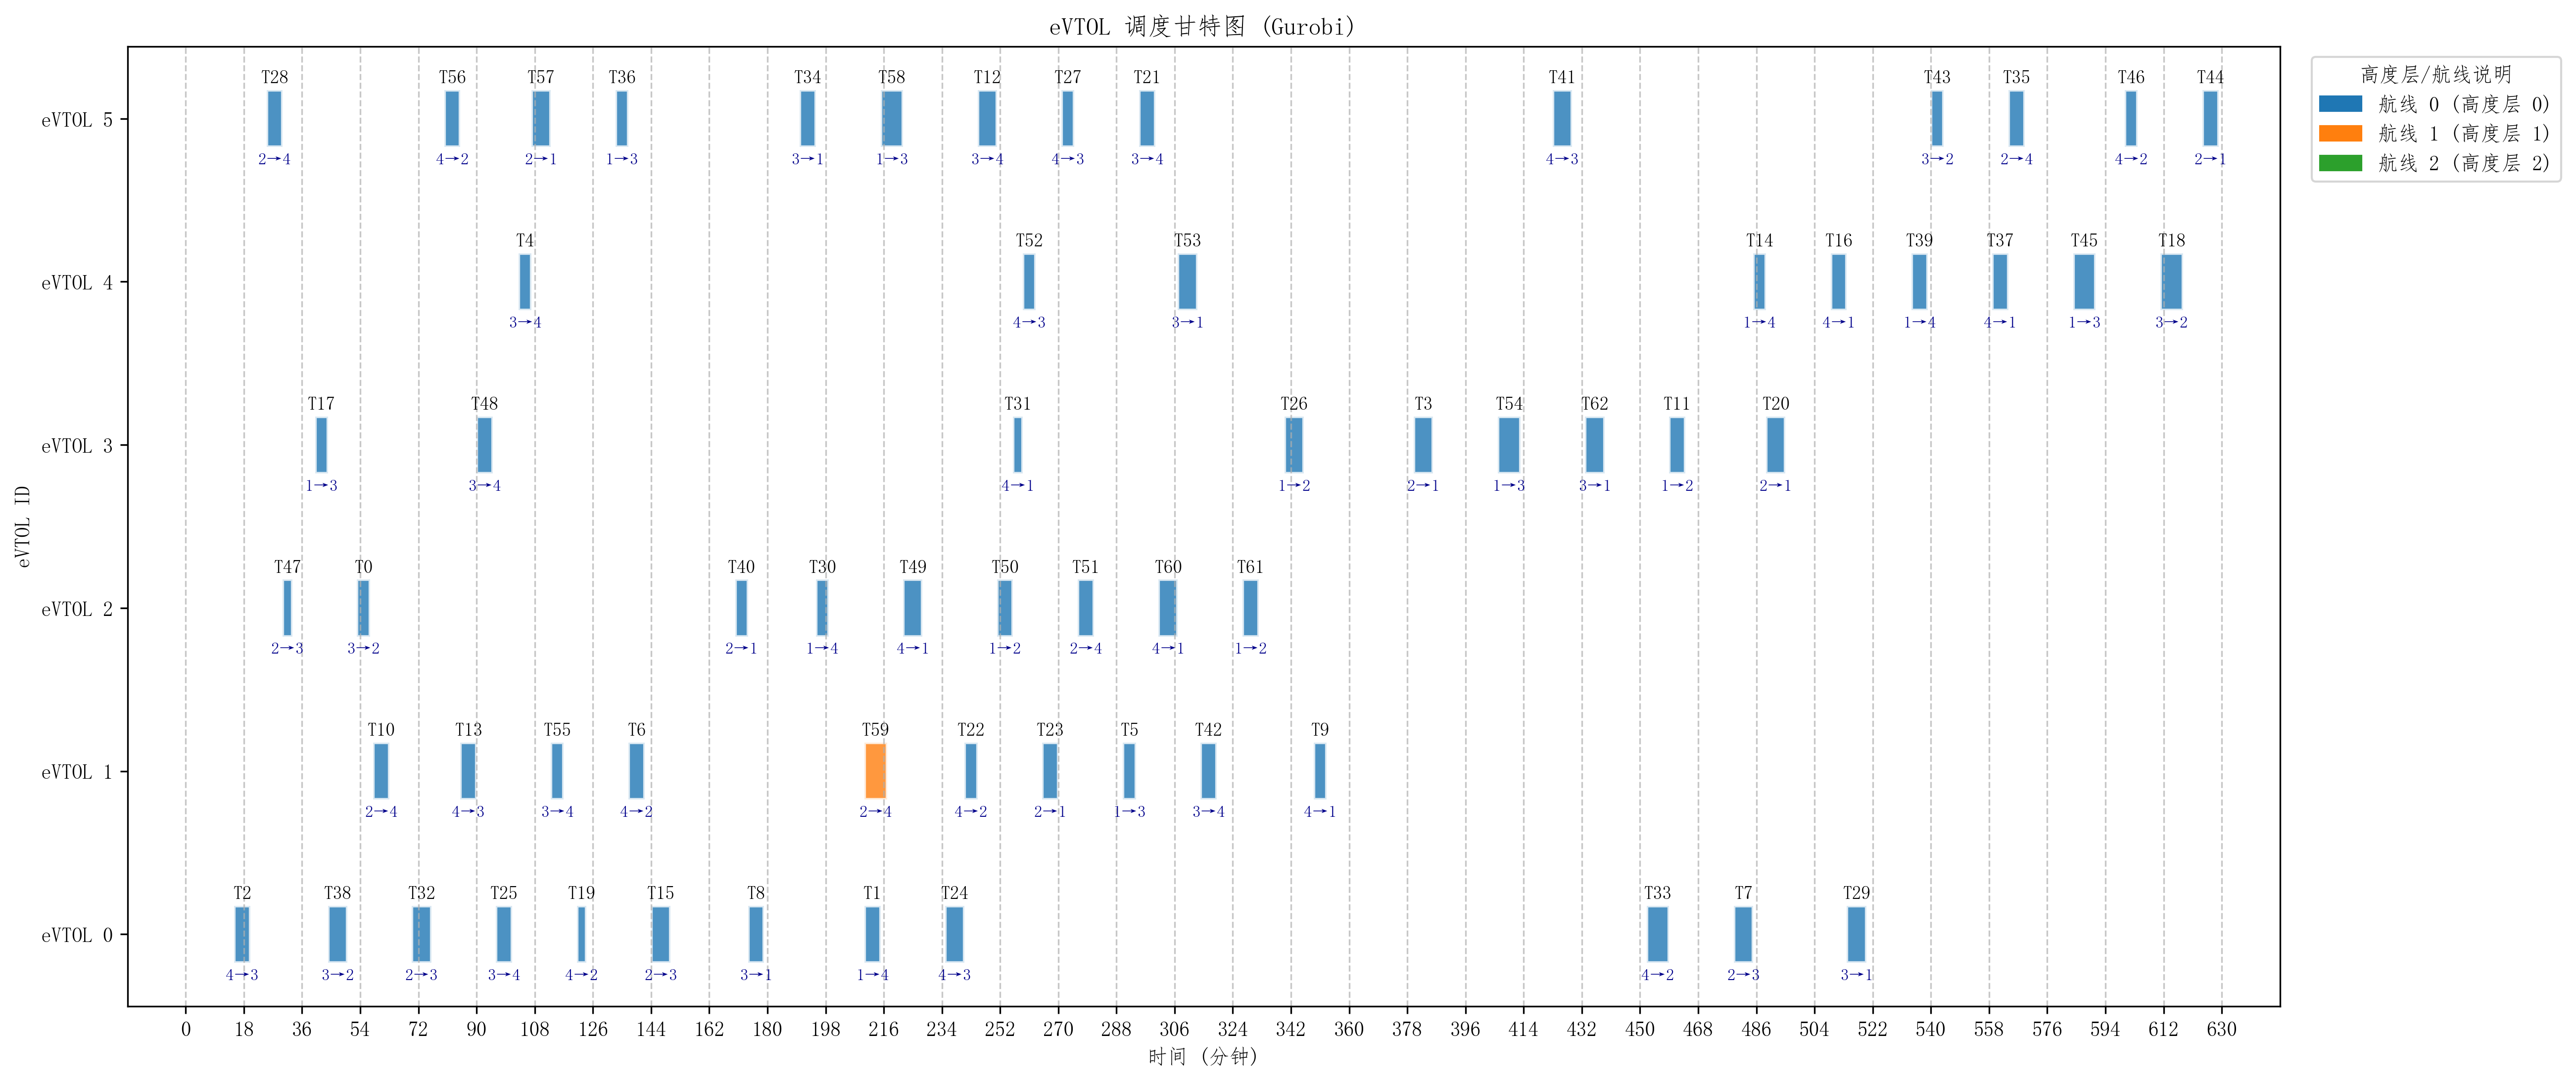 eVTOL 调度甘特图 (Gurobi)
高度层/航线说明
航线 0 (高度层 0)
航线 1 (高度层 1)
航线 2 (高度层 2)
eVTOL ID
eVTOL 5
T28 T56 T57 T36 T34 T58 T12 T27 T21 T41 T43 T35 T46 T44
2→4 4→2 2→1 1→3 3→1 1→3 3→4 4→3 3→4 4→3 3→2 2→4 4→2 2→1
eVTOL 4
T4 T52 T53 T14 T16 T39 T37 T45 T18
3→4 4→3 3→1 1→4 4→1 1→4 4→1 1→3 3→2
eVTOL 3
T17 T48 T31 T26 T3 T54 T62 T11 T20
1→3 3→4 4→1 1→2 2→1 1→3 3→1 1→2 2→1
eVTOL 2
T47 T0 T40 T30 T49 T50 T51 T60 T61
2→3 3→2 2→1 1→4 4→1 1→2 2→4 4→1 1→2
eVTOL 1
T10 T13 T55 T6 T59 T22 T23 T5 T42 T9
2→4 4→3 3→4 4→2 2→4 4→2 2→1 1→3 3→4 4→1
eVTOL 0
T2 T38 T32 T25 T19 T15 T8 T1 T24 T33 T7 T29
4→3 3→2 2→3 3→4 4→2 2→3 3→1 1→4 4→3 4→2 2→3 3→1
0 18 36 54 72 90 108 126 144 162 180 198 216 234 252 270 288 306 324 342 360 378 396 414 432 450 468 486 504 522 540 558 576 594 612 630
时间 (分钟)